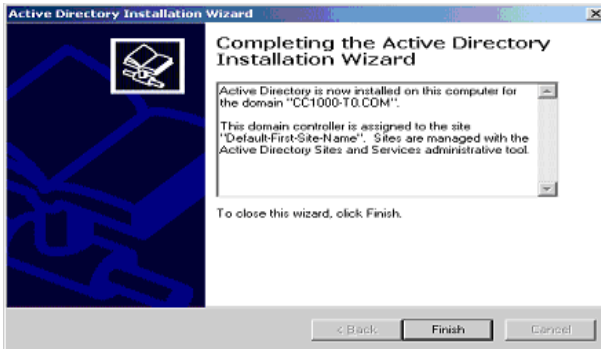 Active Directory Installation Wizard
Completing the Active Directory
Installation Wizard
Active Directory is now installed on this computer for
the domain "CC1000-T0.COM".
This domain controller is assigned to the site
"Default-First-Site-Name". Sites are managed with the
Active Directory Sites and Services administrative tool.
To close this wizard, click Finish.
< Back
Finish
Cancel